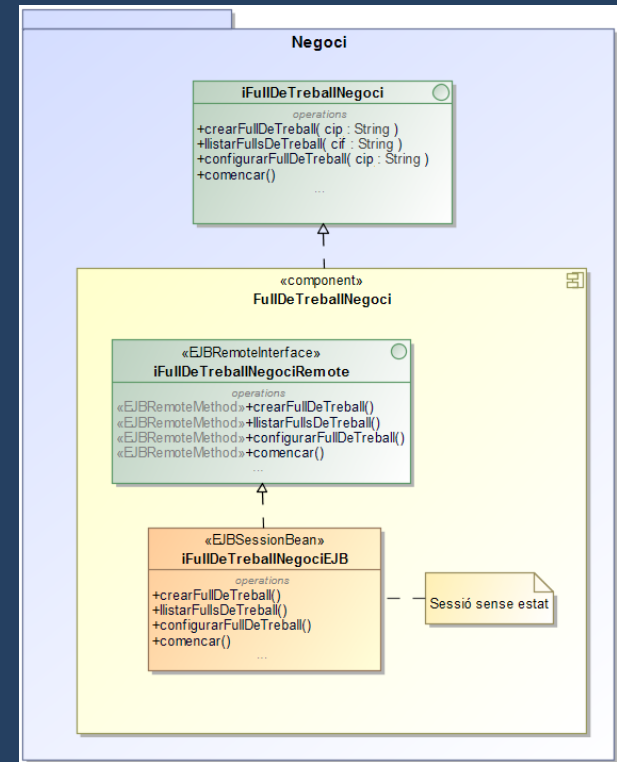 Negoci
iFullDeTreballNegoci
operations
+crearFullDeTreball( cip : String )
+llistarFullsDeTreball( cif : String )
+configurarFullDeTreball( cip : String )
+comencar()
...
«component»
FullDeTreballNegoci
«EJBRemoteInterface»
iFullDeTreballNegociRemote
operations
«EJBRemoteMethod»+crearFullDeTreball()
«EJBRemoteMethod»+llistarFullsDeTreball()
«EJBRemoteMethod»+configurarFullDeTreball()
«EJBRemoteMethod»+comencar()
...
«EJBSessionBean»
iFullDeTreballNegociEJB
operations
+crearFullDeTreball()
+llistarFullsDeTreball()
+configurarFullDeTreball()
+comencar()
...
Sessió sense estat